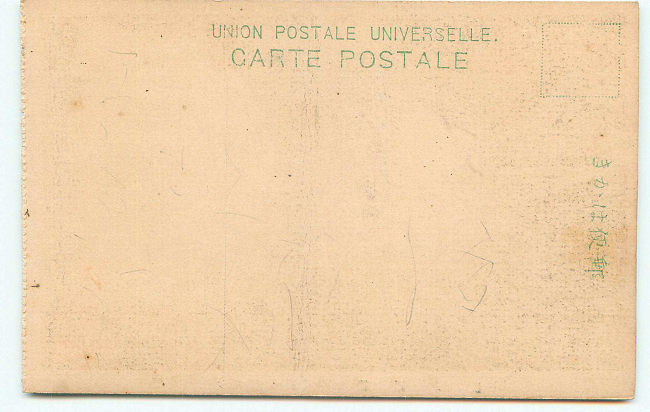 UNION POSTALE UNIVERSELLE.
CARTE POSTALE
郵便はかき